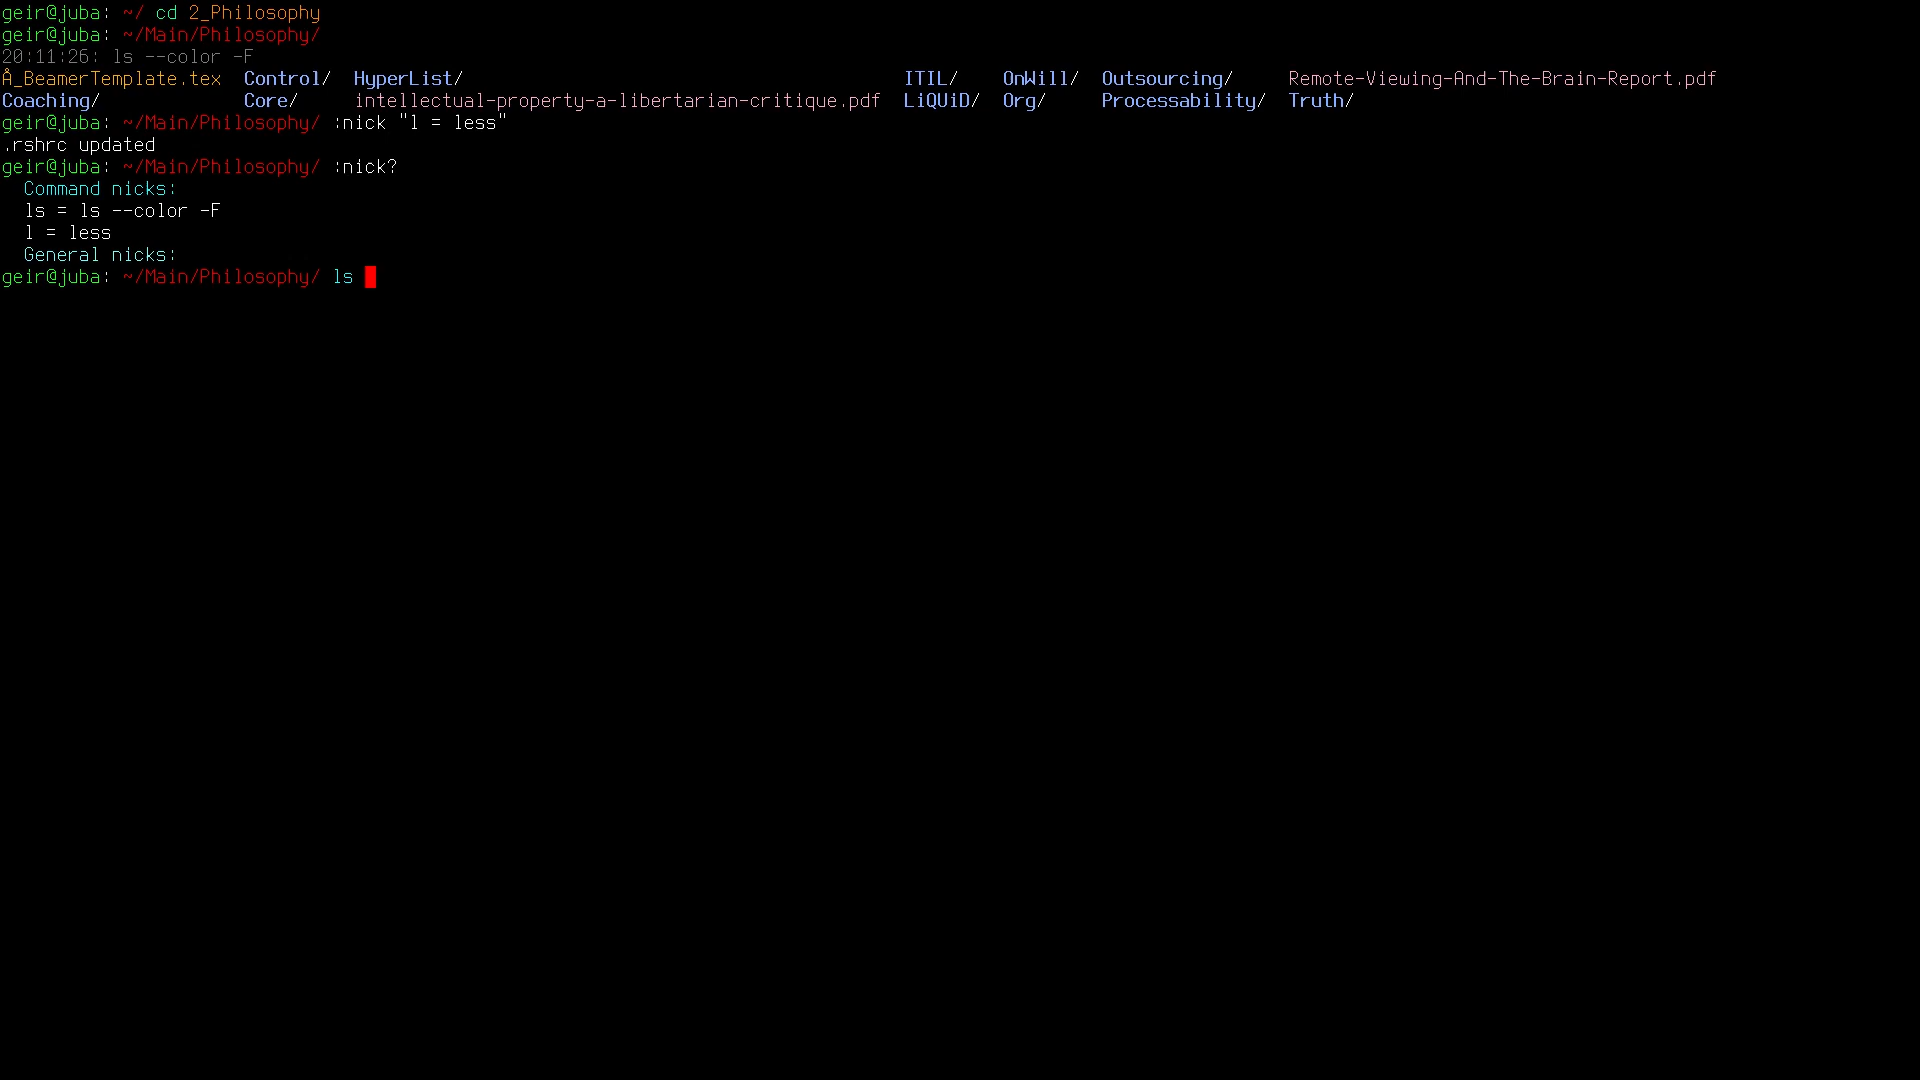 geir@juba: ~/ cd 2_Philosophy
geir@juba: ~/Main/Philosophy/
20:11:26: ls --color -F
Å_BeamerTemplate.tex  Control/  HyperList/                                        ITIL/    OnWill/  Outsourcing/     Remote-Viewing-And-The-Brain-Report.pdf
Coaching/             Core/     intellectual-property-a-libertarian-critique.pdf  LiQUiD/  Org/     Processability/  Truth/
geir@juba: ~/Main/Philosophy/ :nick "l = less"
.rshrc updated
geir@juba: ~/Main/Philosophy/ :nick?
  Command nicks:
  ls = ls --color -F
  l = less
  General nicks:
geir@juba: ~/Main/Philosophy/ ls